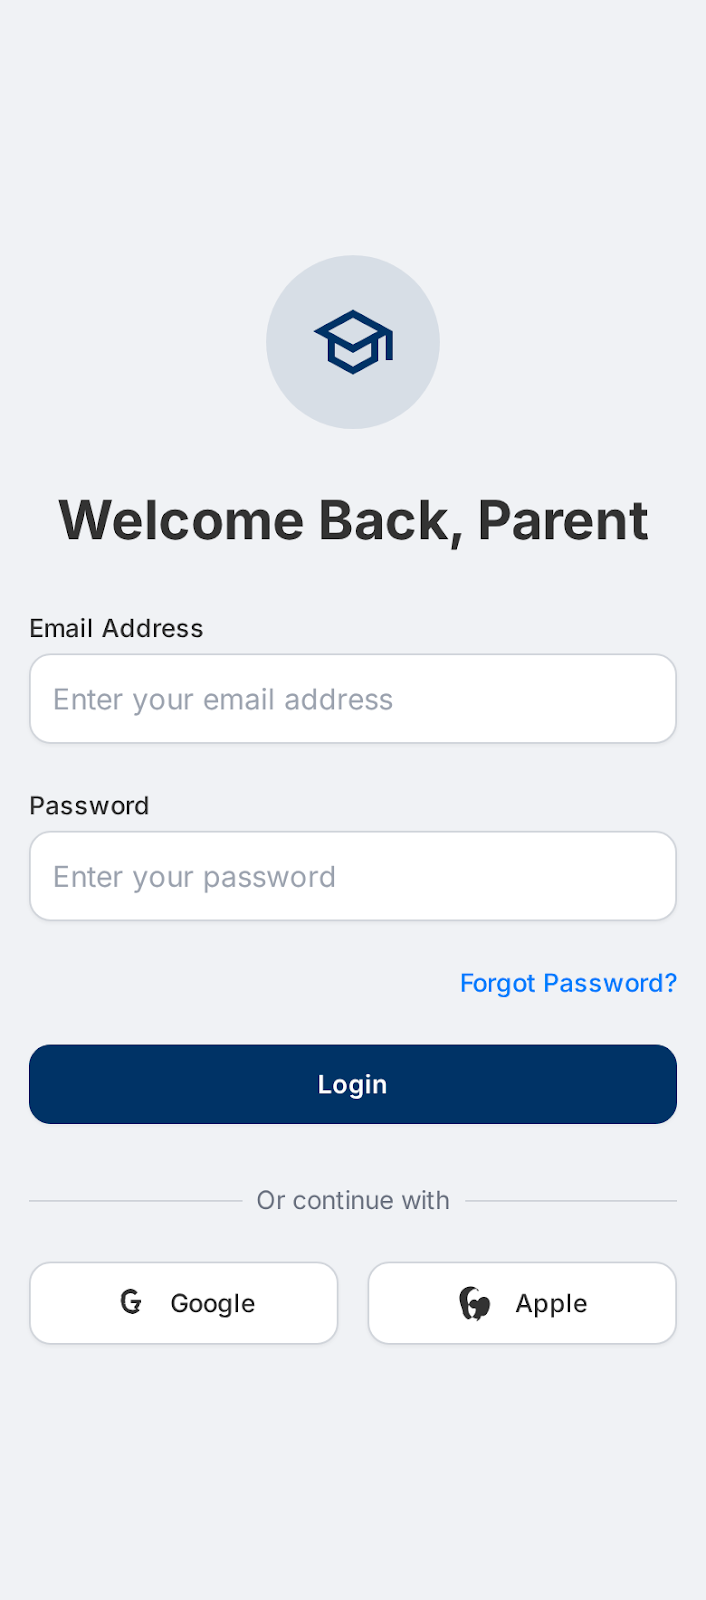 Welcome Back, Parent
Email Address
Enter your email address
Password
Enter your password
Forgot Password?
Login
Or continue with
G Google
Apple